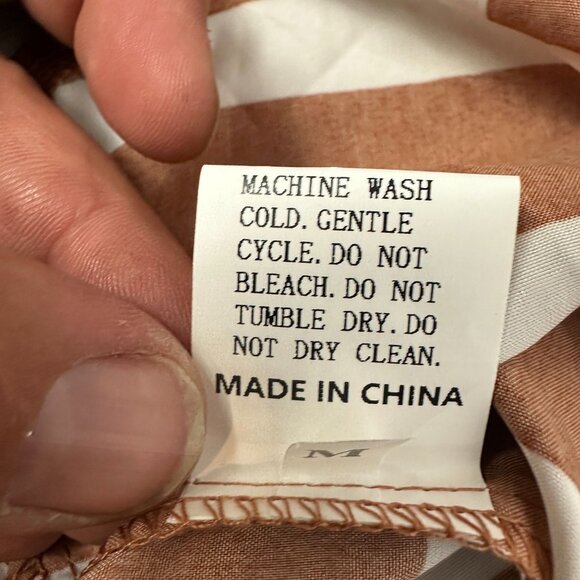 MACHINE WASH
COLD. GENTLE
CYCLE. DO NOT
BLEACH. DO NOT
TUMBLE DRY. DO
NOT DRY CLEAN.
MADE IN CHINA
M